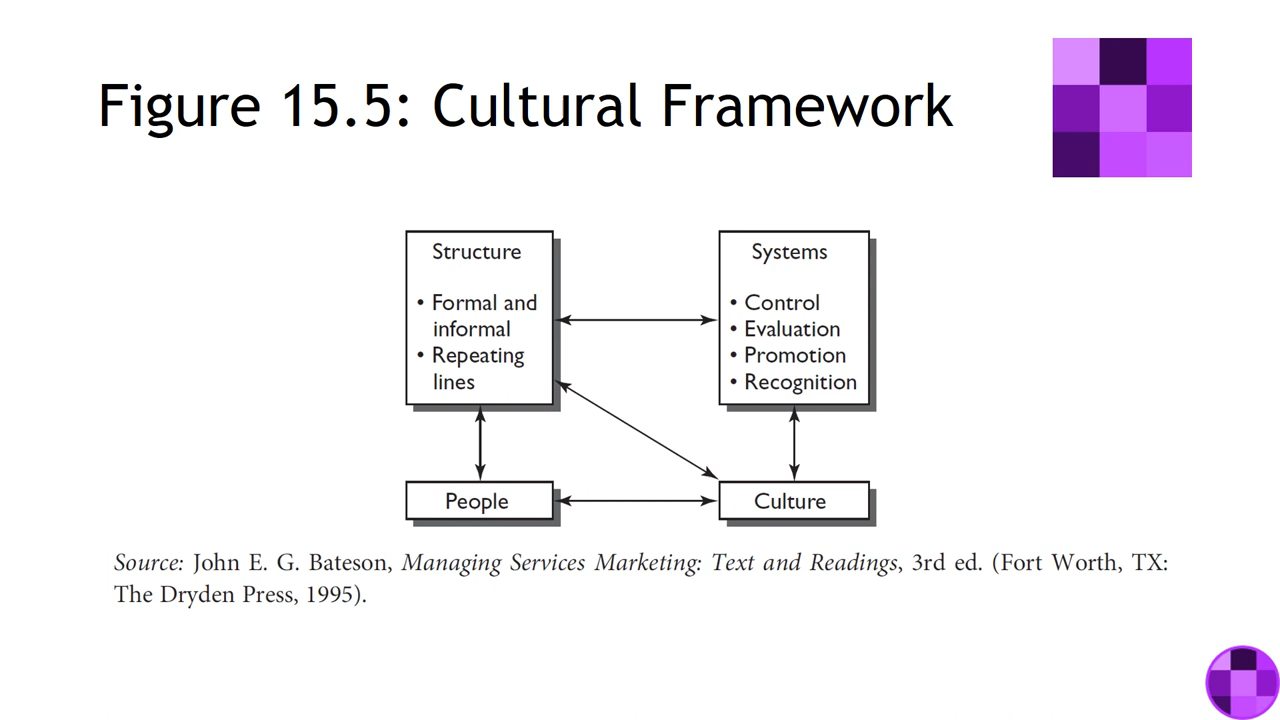 Figure 15.5: Cultural Framework
Structure
• Formal and
informal
• Repeating
lines
Systems
• Control
• Evaluation
• Promotion
• Recognition
People
Culture
Source: John E. G. Bateson, Managing Services Marketing: Text and Readings, 3rd ed. (Fort Worth, TX:
The Dryden Press, 1995).